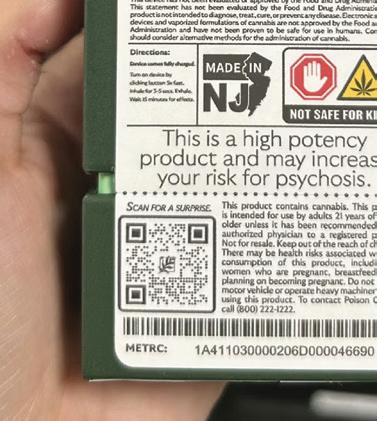 This statement has not been evaluated by the Food and Drug Administratio
product is not intended to diagnose, treat, cure, or prevent any disease. Electronic s
devices and vaporized formulations of cannabis are not approved by the Food an
Administration and have not been proven to be safe for use in humans. Con
should consider alternative methods for the administration of cannabis.
Directions:
Device comes fully charged.
Turn on device by
clicking button 5x fast.
Inhale for 3-5 secs. Exhale.
Wait 15 minutes for effects.
MADE IN
NJ
NOT SAFE FOR KI
This is a high potency
product and may increas
your risk for psychosis.
SCAN FOR A SURPRISE.
This product contains cannabis. This p
is intended for use by adults 21 years of
older unless it has been recommended
authorized physician to a registered p
Not for resale. Keep out of the reach of ch
There may be health risks associated w
consumption of this product, includi
women who are pregnant, breastfeed
planning on becoming pregnant. Do not
motor vehicle or operate heavy machiner
using this product. To contact Poison C
call (800) 222-1222.
METRC: 1A411030000206D000046690